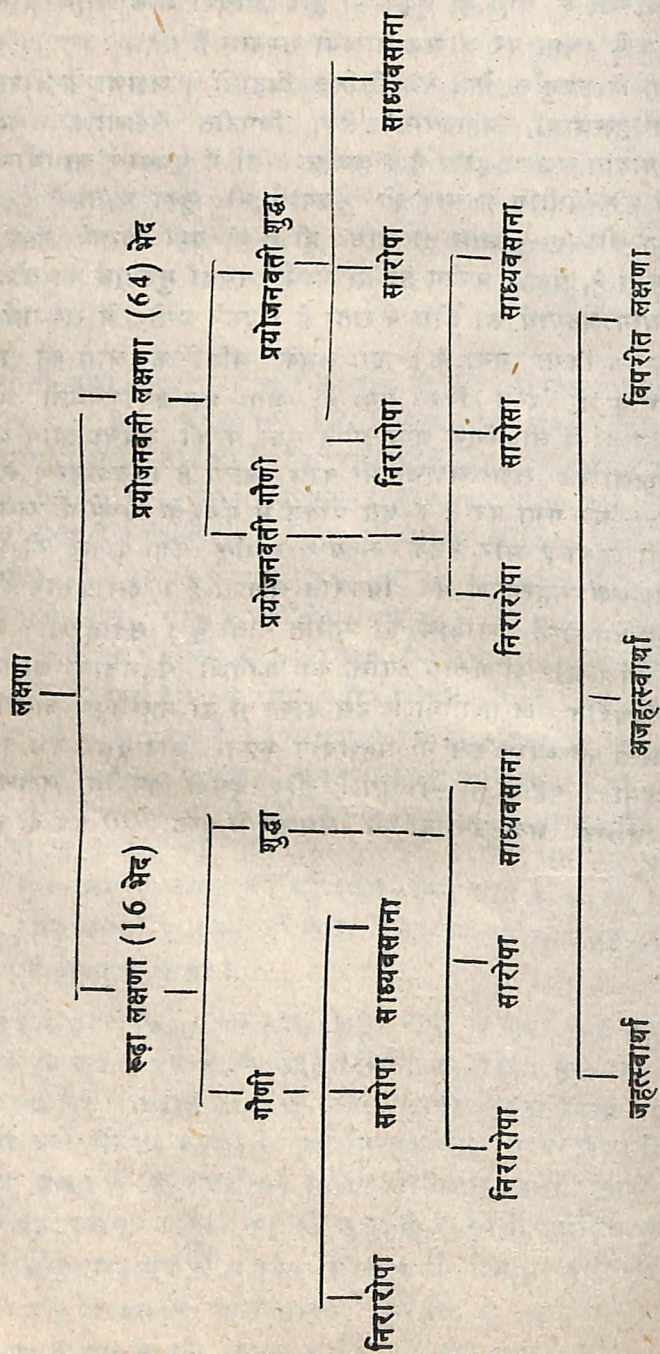 लक्षणा
रूढ़ा लक्षणा (16 भेद) प्रयोजनवती लक्षणा (64) भेद
गौणी शुद्धा प्रयोजनवती गौणी प्रयोजनवती शुद्धा
निरारोपा सारोपा साध्यवसाना निरारोपा सारोपा साध्यवसाना
निरारोपा सारोपा साध्यवसाना निरारोपा सारोसा साध्यवसाना
जहत्स्वार्था अजहत्स्वार्था विपरीत लक्षणा